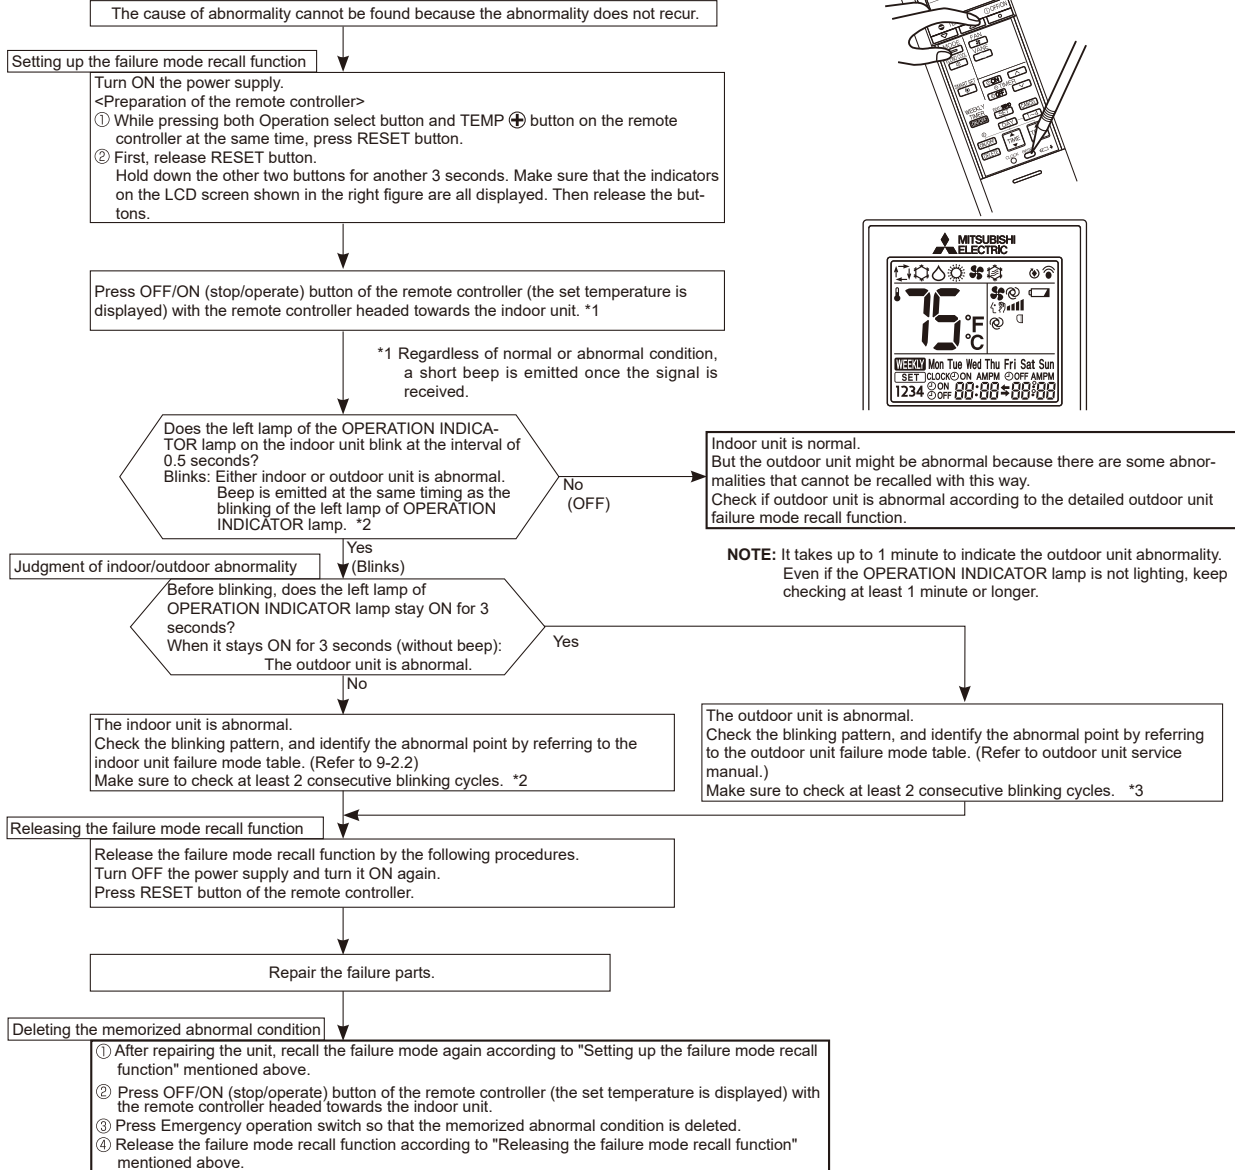 The cause of abnormality cannot be found because the abnormality does not recur.
Setting up the failure mode recall function
Turn ON the power supply.
<Preparation of the remote controller>
① While pressing both Operation select button and TEMP ⊕ button on the remote
controller at the same time, press RESET button.
② First, release RESET button.
Hold down the other two buttons for another 3 seconds. Make sure that the indicators
on the LCD screen shown in the right figure are all displayed. Then release the but-
tons.
OFF/ON
FAN
MODE
VANE
SMART SET
ON
TIMER
OFF
WEEKLY
TIMER
TIME
CLOCK
MITSUBISHI
ELECTRIC
75 °F
°C
WEEKLY Mon Tue Wed Thu Fri Sat Sun
SET CLOCK ON AMPM OFF AMPM
1234 ON OFF 88:88 88:88
Press OFF/ON (stop/operate) button of the remote controller (the set temperature is
displayed) with the remote controller headed towards the indoor unit. *1
*1 Regardless of normal or abnormal condition,
a short beep is emitted once the signal is
received.
Does the left lamp of the OPERATION INDICA-
TOR lamp on the indoor unit blink at the interval of
0.5 seconds?
Blinks: Either indoor or outdoor unit is abnormal.
Beep is emitted at the same timing as the
blinking of the left lamp of OPERATION
INDICATOR lamp. *2
No
(OFF)
Indoor unit is normal.
But the outdoor unit might be abnormal because there are some abnor-
malities that cannot be recalled with this way.
Check if outdoor unit is abnormal according to the detailed outdoor unit
failure mode recall function.
NOTE: It takes up to 1 minute to indicate the outdoor unit abnormality.
Even if the OPERATION INDICATOR lamp is not lighting, keep
checking at least 1 minute or longer.
Yes
(Blinks)
Judgment of indoor/outdoor abnormality
Before blinking, does the left lamp of
OPERATION INDICATOR lamp stay ON for 3
seconds?
When it stays ON for 3 seconds (without beep):
The outdoor unit is abnormal.
Yes
No
The indoor unit is abnormal.
Check the blinking pattern, and identify the abnormal point by referring to the
indoor unit failure mode table. (Refer to 9-2.2)
Make sure to check at least 2 consecutive blinking cycles. *2
The outdoor unit is abnormal.
Check the blinking pattern, and identify the abnormal point by referring
to the outdoor unit failure mode table. (Refer to outdoor unit service
manual.)
Make sure to check at least 2 consecutive blinking cycles. *3
Releasing the failure mode recall function
Release the failure mode recall function by the following procedures.
Turn OFF the power supply and turn it ON again.
Press RESET button of the remote controller.
Repair the failure parts.
Deleting the memorized abnormal condition
① After repairing the unit, recall the failure mode again according to "Setting up the failure mode recall
function" mentioned above.
② Press OFF/ON (stop/operate) button of the remote controller (the set temperature is displayed) with
the remote controller headed towards the indoor unit.
③ Press Emergency operation switch so that the memorized abnormal condition is deleted.
④ Release the failure mode recall function according to "Releasing the failure mode recall function"
mentioned above.